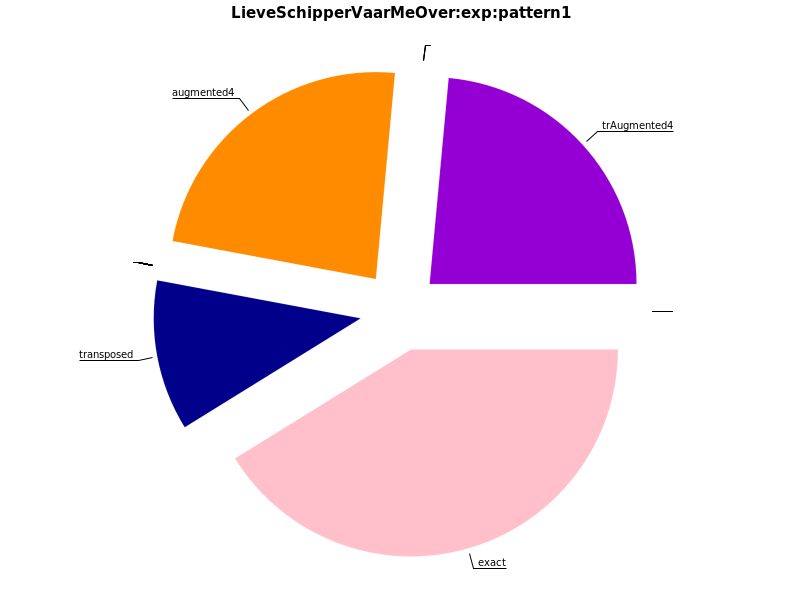 LieveSchipperVaarMeOver:exp:pattern1
augmented4
trAugmented4
transposed
exact